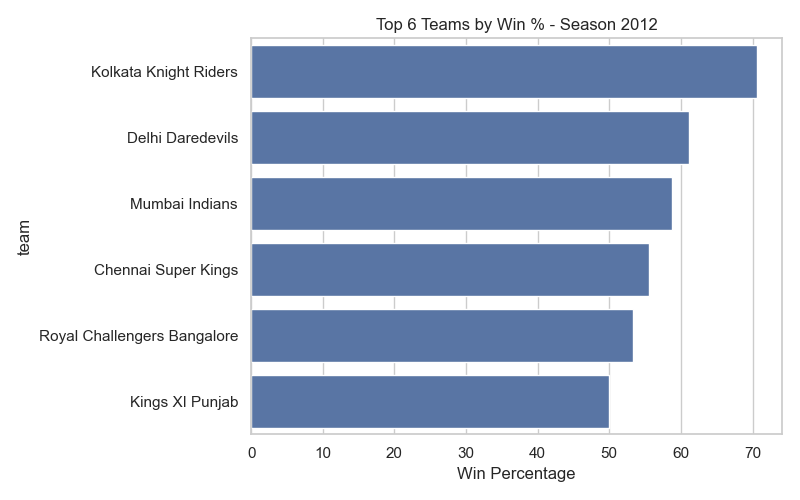 Top 6 Teams by Win % - Season 2012
Kolkata Knight Riders
Delhi Daredevils
Mumbai Indians
Chennai Super Kings
Royal Challengers Bangalore
Kings XI Punjab
team
0 10 20 30 40 50 60 70
Win Percentage